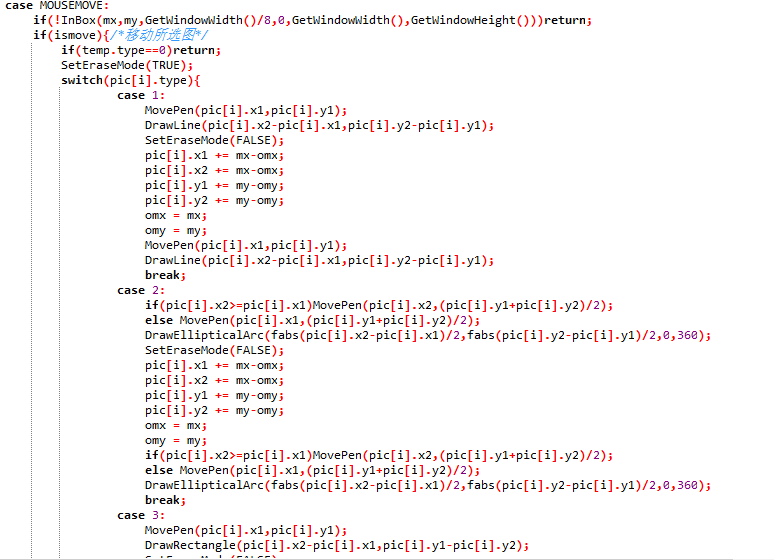 case MOUSEMOVE:
if(!InBox(mx,my,GetWindowWidth()/8,0,GetWindowWidth(),GetWindowHeight()))return;
if(ismove){/*移动所选图*/
if(temp.type==0)return;
SetEraseMode(TRUE);
switch(pic[i].type){
case 1:
MovePen(pic[i].x1,pic[i].y1);
DrawLine(pic[i].x2-pic[i].x1,pic[i].y2-pic[i].y1);
SetEraseMode(FALSE);
pic[i].x1 += mx-omx;
pic[i].x2 += mx-omx;
pic[i].y1 += my-omy;
pic[i].y2 += my-omy;
omx = mx;
omy = my;
MovePen(pic[i].x1,pic[i].y1);
DrawLine(pic[i].x2-pic[i].x1,pic[i].y2-pic[i].y1);
break;
case 2:
if(pic[i].x2>=pic[i].x1)MovePen(pic[i].x2,(pic[i].y1+pic[i].y2)/2);
else MovePen(pic[i].x1,(pic[i].y1+pic[i].y2)/2);
DrawEllipticalArc(fabs(pic[i].x2-pic[i].x1)/2,fabs(pic[i].y2-pic[i].y1)/2,0,360);
SetEraseMode(FALSE);
pic[i].x1 += mx-omx;
pic[i].x2 += mx-omx;
pic[i].y1 += my-omy;
pic[i].y2 += my-omy;
omx = mx;
omy = my;
if(pic[i].x2>=pic[i].x1)MovePen(pic[i].x2,(pic[i].y1+pic[i].y2)/2);
else MovePen(pic[i].x1,(pic[i].y1+pic[i].y2)/2);
DrawEllipticalArc(fabs(pic[i].x2-pic[i].x1)/2,fabs(pic[i].y2-pic[i].y1)/2,0,360);
break;
case 3:
MovePen(pic[i].x1,pic[i].y1);
DrawRectangle(pic[i].x2-pic[i].x1,pic[i].y1-pic[i].y2);